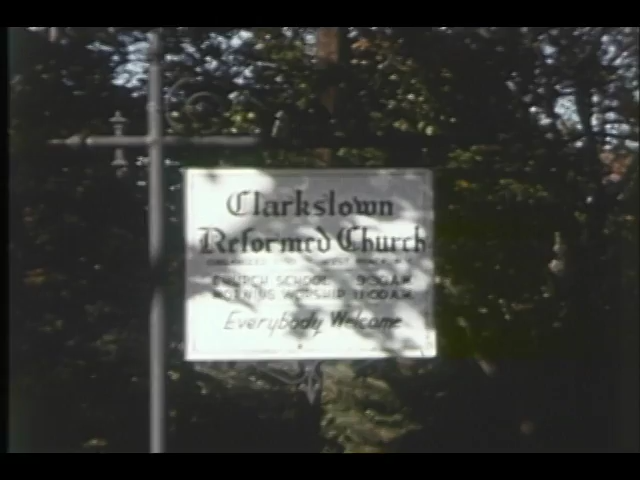 Clarkstown
Reformed Church
CHURCH SCHOOL 9:30 A.M.
MORNING WORSHIP 11:00 A.M.
Everybody Welcome